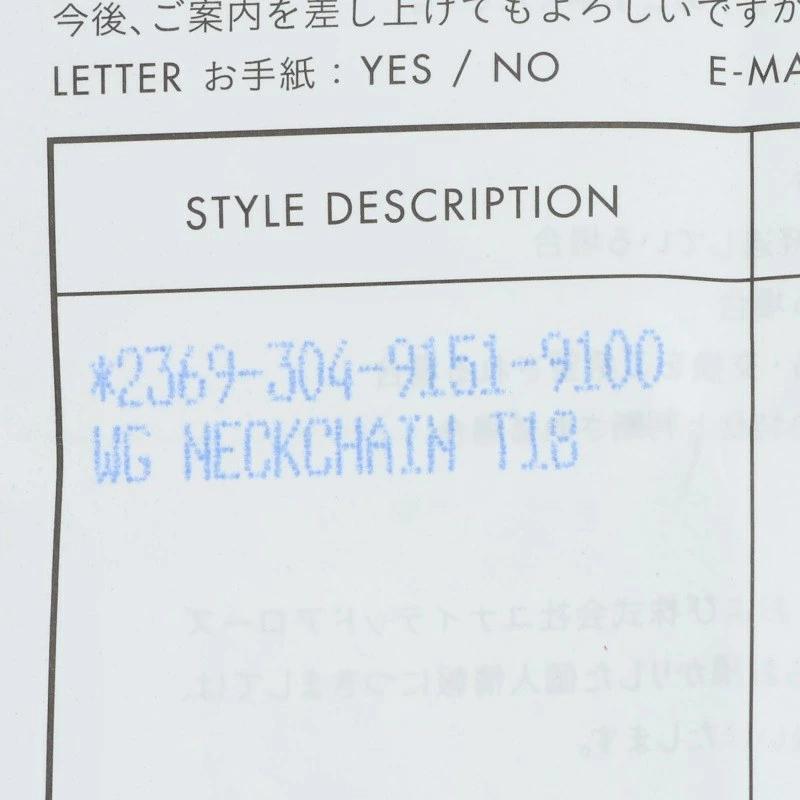 今後、ご案内を差し上げてもよろしいですか
LETTER お手紙：YES / NO E-MA
STYLE DESCRIPTION
*2369-304-9151-9100
WG NECKCHAIN T18